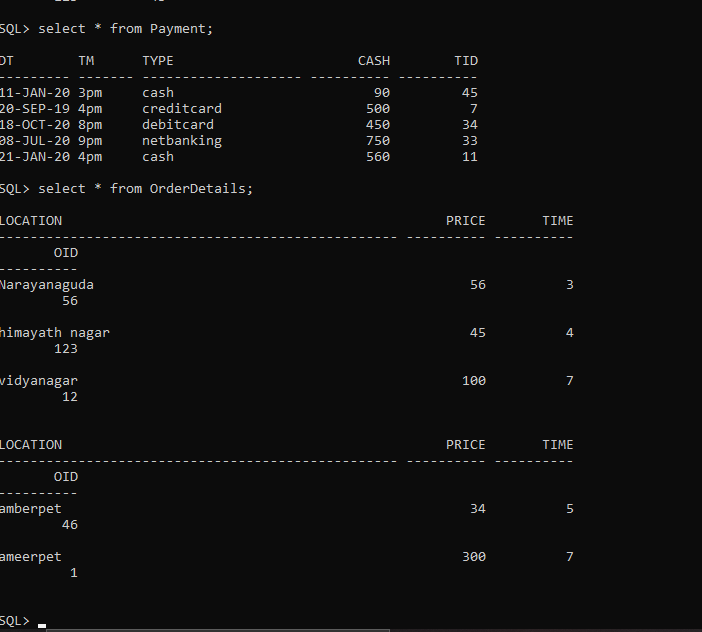 SQL> select * from Payment;
DT TM TYPE CASH TID
--------- ------- -------------------- ---------- ----------
11-JAN-20 3pm cash 90 45
20-SEP-19 4pm creditcard 500 7
18-OCT-20 8pm debitcard 450 34
08-JUL-20 9pm netbanking 750 33
21-JAN-20 4pm cash 560 11
SQL> select * from OrderDetails;
LOCATION PRICE TIME
-------------------------------------------------- ---------- ----------
OID
----------
Narayanaguda 56 3
56
himayath nagar 45 4
123
vidyanagar 100 7
12
LOCATION PRICE TIME
-------------------------------------------------- ---------- ----------
OID
----------
amberpet 34 5
46
ameerpet 300 7
1
SQL>